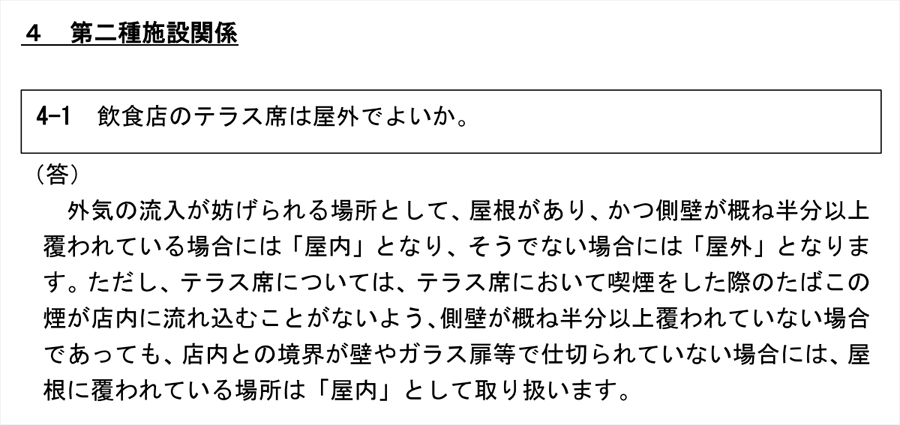 ４　第二種施設関係
4-1　飲食店のテラス席は屋外でよいか。
（答）
　外気の流入が妨げられる場所として、屋根があり、かつ側壁が概ね半分以上
覆われている場合には「屋内」となり、そうでない場合には「屋外」となりま
す。ただし、テラス席については、テラス席において喫煙をした際のたばこの
煙が店内に流れ込むことがないよう、側壁が概ね半分以上覆われていない場合
であっても、店内との境界が壁やガラス扉等で仕切られていない場合には、屋
根に覆われている場所は「屋内」として取り扱います。